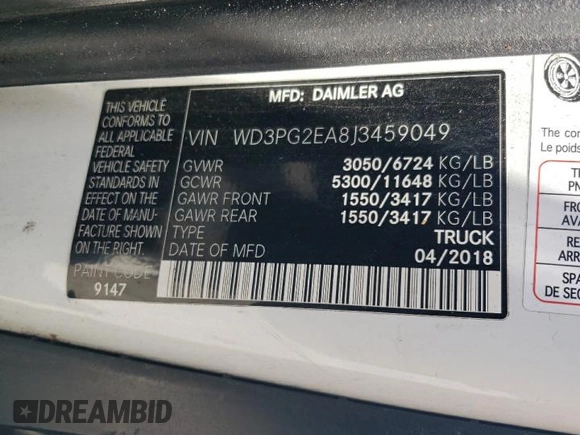 MFD: DAIMLER AG
THIS VEHICLE
CONFORMS TO
ALL APPLICABLE
FEDERAL
VEHICLE SAFETY
STANDARDS IN
EFFECT ON THE
DATE OF MANU-
FACTURE SHOWN
ON THE RIGHT.
PAINT CODE
9147
VIN WD3PG2EA8J3459049
GVWR 3050/6724 KG/LB
GCWR 5300/11648 KG/LB
GAWR FRONT 1550/3417 KG/LB
GAWR REAR 1550/3417 KG/LB
TYPE TRUCK
DATE OF MFD 04/2018
The com
Le poids
PN
FRO
AVA
RE
ARR
SPA
DE SEC
DREAMBID